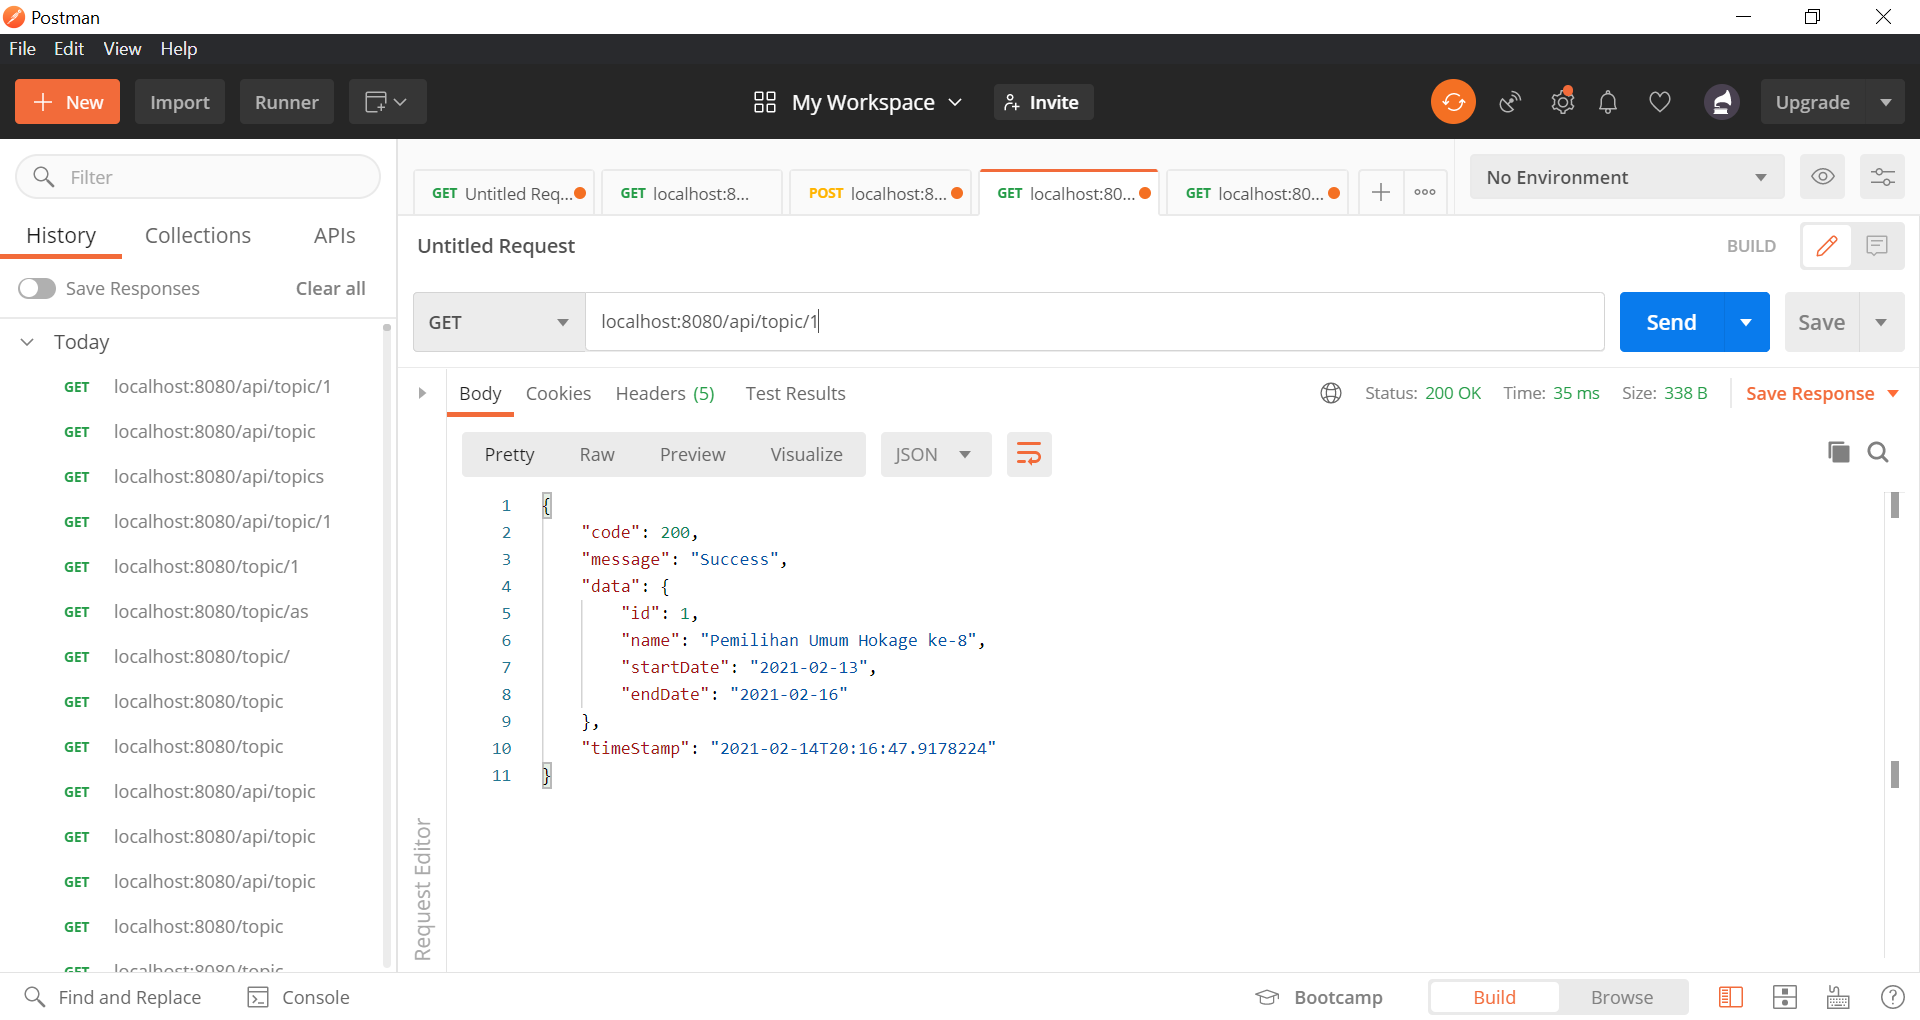 Postman
File Edit View Help
New Import Runner My Workspace Invite Upgrade
Filter
GET Untitled Req... GET localhost:8... POST localhost:8... GET localhost:80... GET localhost:80... No Environment
History Collections APIs
Untitled Request BUILD
Save Responses Clear all
GET localhost:8080/api/topic/1 Send Save
Today
GET localhost:8080/api/topic/1
GET localhost:8080/api/topic
GET localhost:8080/api/topics
GET localhost:8080/api/topic/1
GET localhost:8080/topic/1
GET localhost:8080/topic/as
GET localhost:8080/topic/
GET localhost:8080/topic
GET localhost:8080/topic
GET localhost:8080/api/topic
GET localhost:8080/api/topic
GET localhost:8080/api/topic
GET localhost:8080/topic
GET localhost:8080/topic
Body Cookies Headers (5) Test Results Status: 200 OK Time: 35 ms Size: 338 B Save Response
Pretty Raw Preview Visualize JSON
1 {
2 "code": 200,
3 "message": "Success",
4 "data": {
5 "id": 1,
6 "name": "Pemilihan Umum Hokage ke-8",
7 "startDate": "2021-02-13",
8 "endDate": "2021-02-16"
9 },
10 "timeStamp": "2021-02-14T20:16:47.9178224"
11 }
Request Editor
Find and Replace Console Bootcamp Build Browse